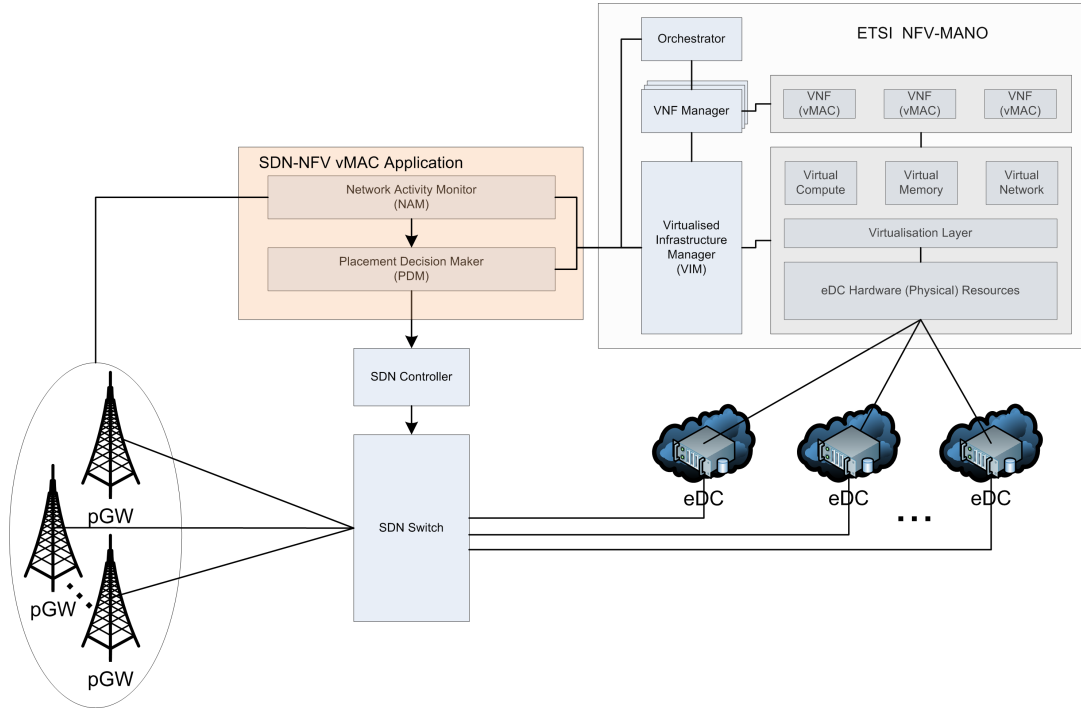 ETSI NFV-MANO
Orchestrator
VNF Manager
VNF
(vMAC)
VNF
(vMAC)
VNF
(vMAC)
SDN-NFV vMAC Application
Network Activity Monitor
(NAM)
Placement Decision Maker
(PDM)
Virtualised
Infrastructure
Manager
(VIM)
Virtual
Compute
Virtual
Memory
Virtual
Network
Virtualisation Layer
eDC Hardware (Physical) Resources
SDN Controller
SDN Switch
pGW
pGW
pGW
eDC
eDC
eDC
...